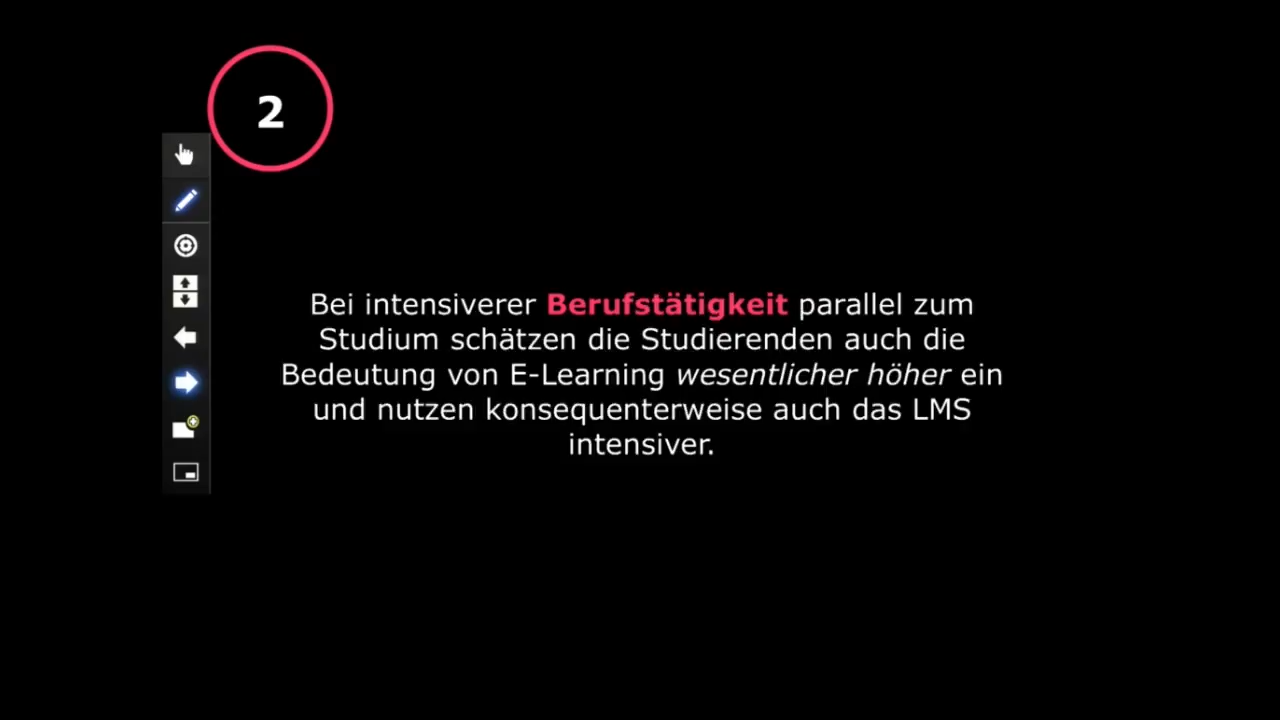 2
Bei intensiverer Berufstätigkeit parallel zum
Studium schätzen die Studierenden auch die
Bedeutung von E-Learning wesentlicher höher ein
und nutzen konsequenterweise auch das LMS
intensiver.